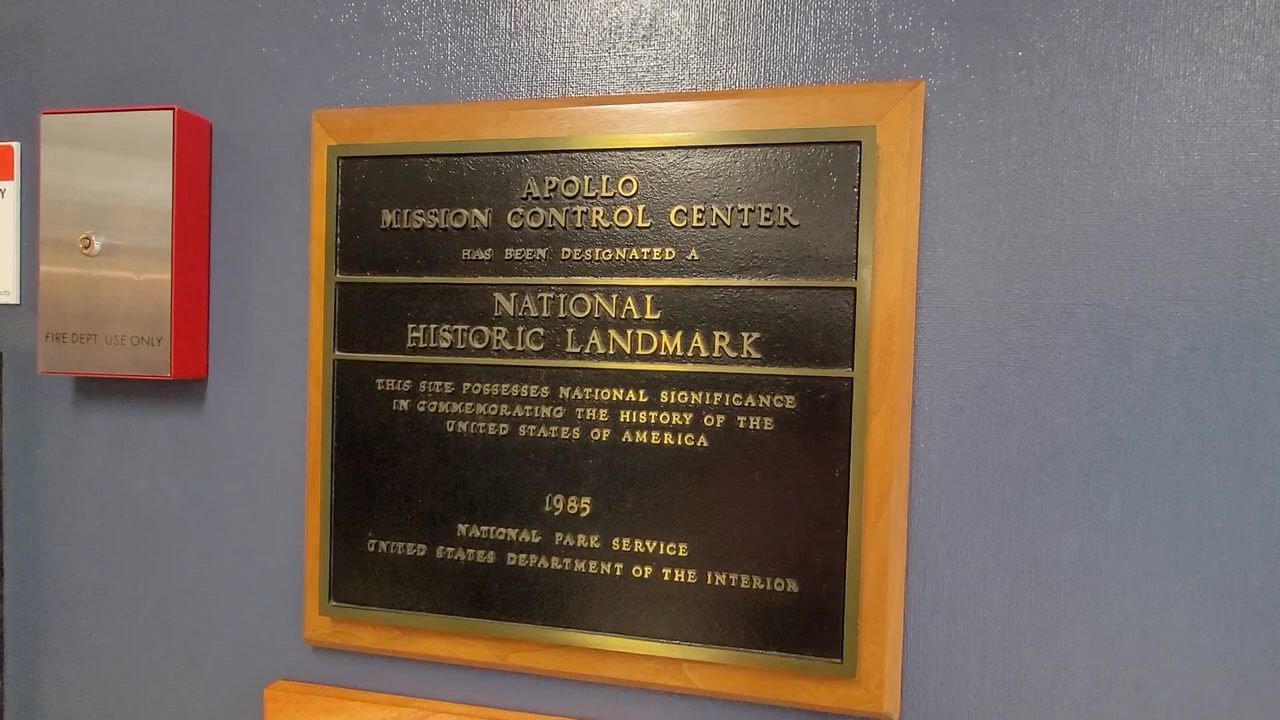 Y
city
FIRE DEPT USE ONLY
APOLLO
MISSION CONTROL CENTER
HAS BEEN DESIGNATED A
NATIONAL
HISTORIC LANDMARK
THIS SITE POSSESSES NATIONAL SIGNIFICANCE
IN COMMEMORATING THE HISTORY OF THE
UNITED STATES OF AMERICA
1985
NATIONAL PARK SERVICE
UNITED STATES DEPARTMENT OF THE INTERIOR